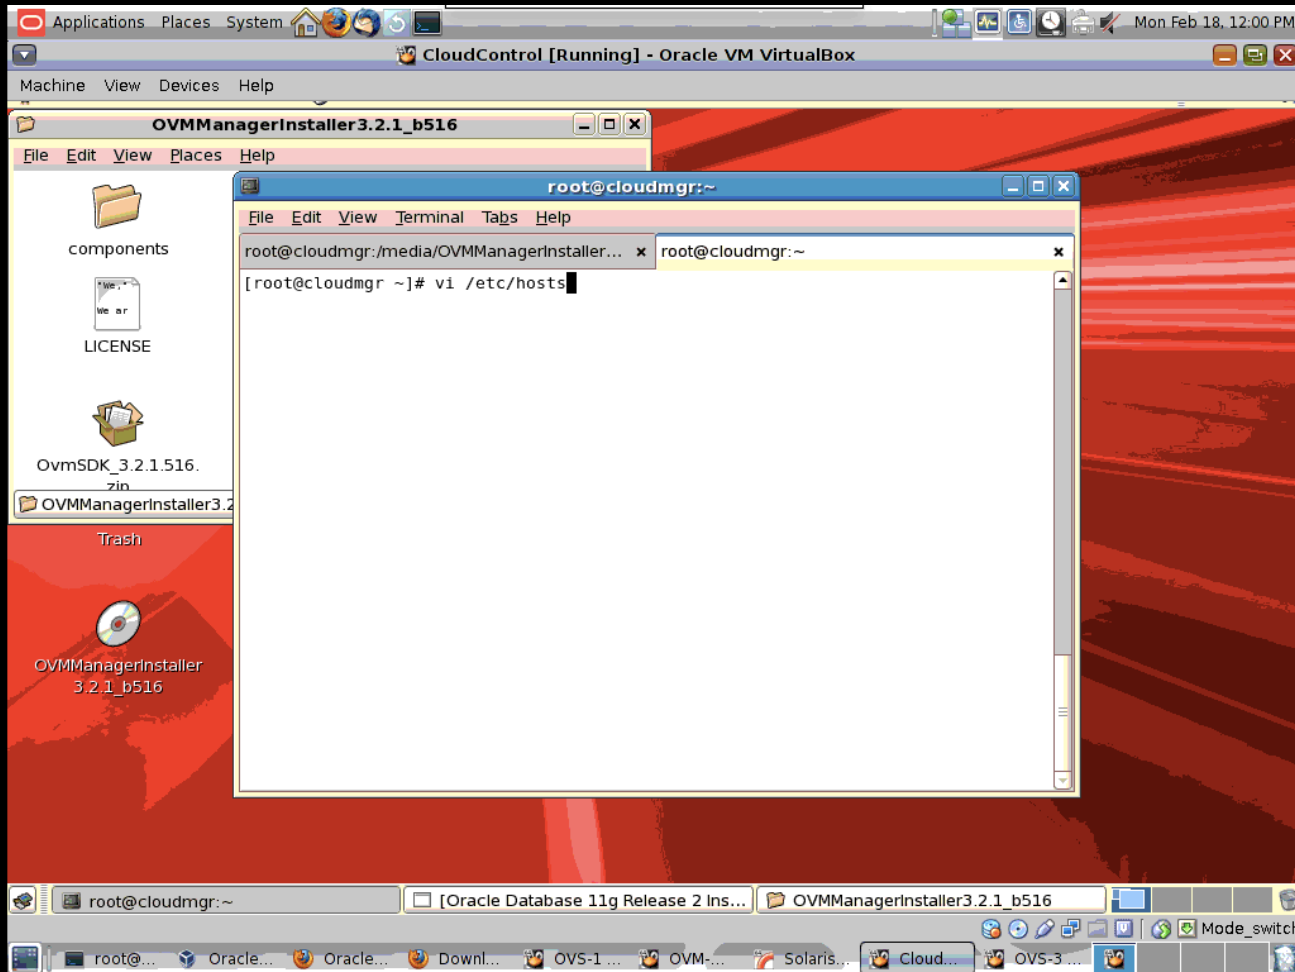 Applications Places System Mon Feb 18, 12:00 PM
CloudControl [Running] - Oracle VM VirtualBox
Machine View Devices Help
OVMManagerInstaller3.2.1_b516
File Edit View Places Help
components
"We,"
We ar
LICENSE
OvmSDK_3.2.1.516.
zip
OVMManagerInstaller3.2
root@cloudmgr:~
File Edit View Terminal Tabs Help
root@cloudmgr:/media/OVMManagerInstaller... root@cloudmgr:~
[root@cloudmgr ~]# vi /etc/hosts
Trash
OVMManagerInstaller
3.2.1_b516
root@cloudmgr:~ [Oracle Database 11g Release 2 Ins... OVMManagerInstaller3.2.1_b516
Mode_switch
root@... Oracle... Oracle... Downl... OVS-1 ... OVM-... Solaris... Cloud... OVS-3 ...